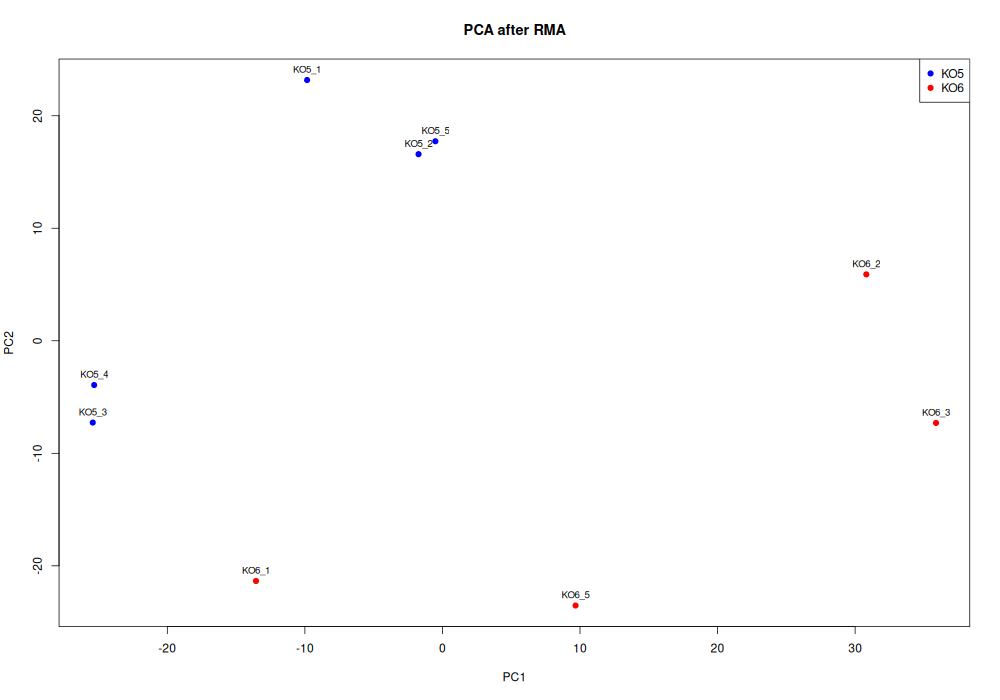 PCA after RMA
KO5
KO6
KO5_1
KO5_5
KO5_2
KO6_2
KO5_4
KO5_3
KO6_3
KO6_1
KO6_5
PC2
20
10
0
-10
-20
-20
-10
0
10
20
30
PC1